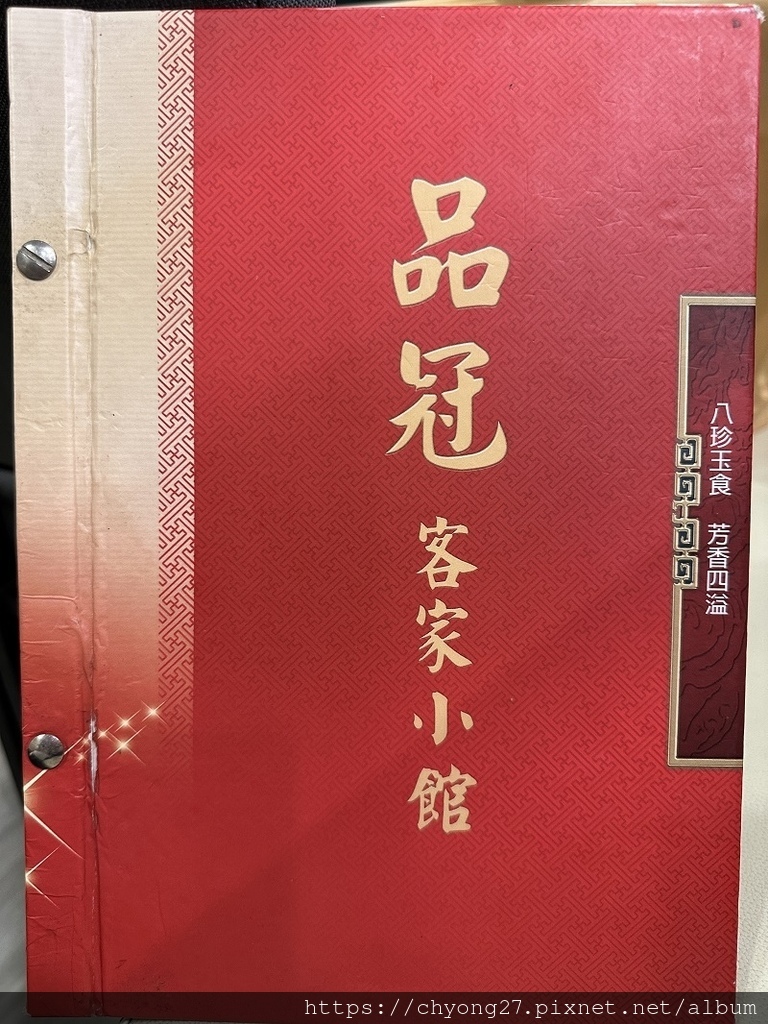 品冠
客家小館
八珍玉食 芳香四溢
https://chyong27.pixnet.net/album